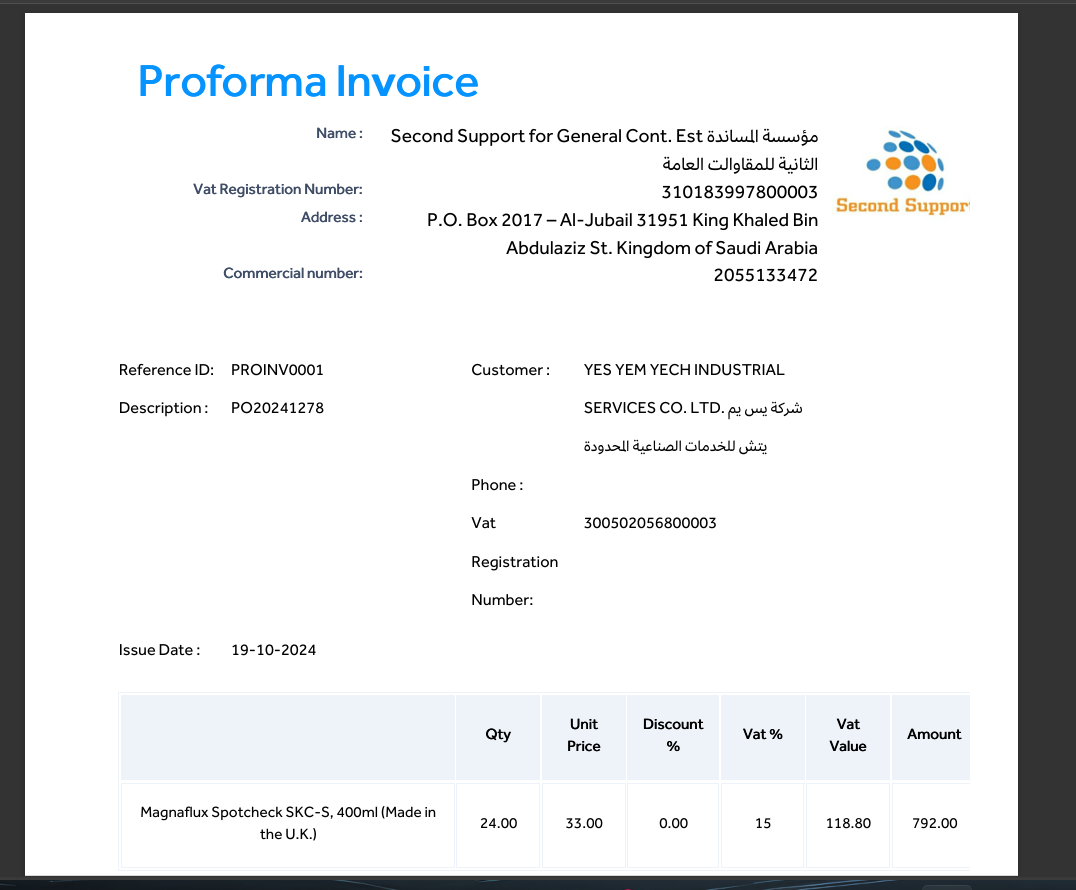 Proforma Invoice
Name :
Second Support for General Cont. Est مؤسسة المساندة
الثانية للمقاولات العامة
Vat Registration Number:
310183997800003
Address :
P.O. Box 2017 – Al-Jubail 31951 King Khaled Bin
Abdulaziz St. Kingdom of Saudi Arabia
Commercial number:
2055133472
Second Suppor
Reference ID: PROINV0001
Description : PO20241278
Customer : YES YEM YECH INDUSTRIAL
SERVICES CO. LTD. شركة يس يم
يتش للخدمات الصناعية المحدودة
Phone :
Vat Registration Number: 300502056800003
Issue Date : 19-10-2024
Qty Unit Price Discount % Vat % Vat Value Amount
Magnaflux Spotcheck SKC-S, 400ml (Made in
the U.K.)
24.00 33.00 0.00 15 118.80 792.00